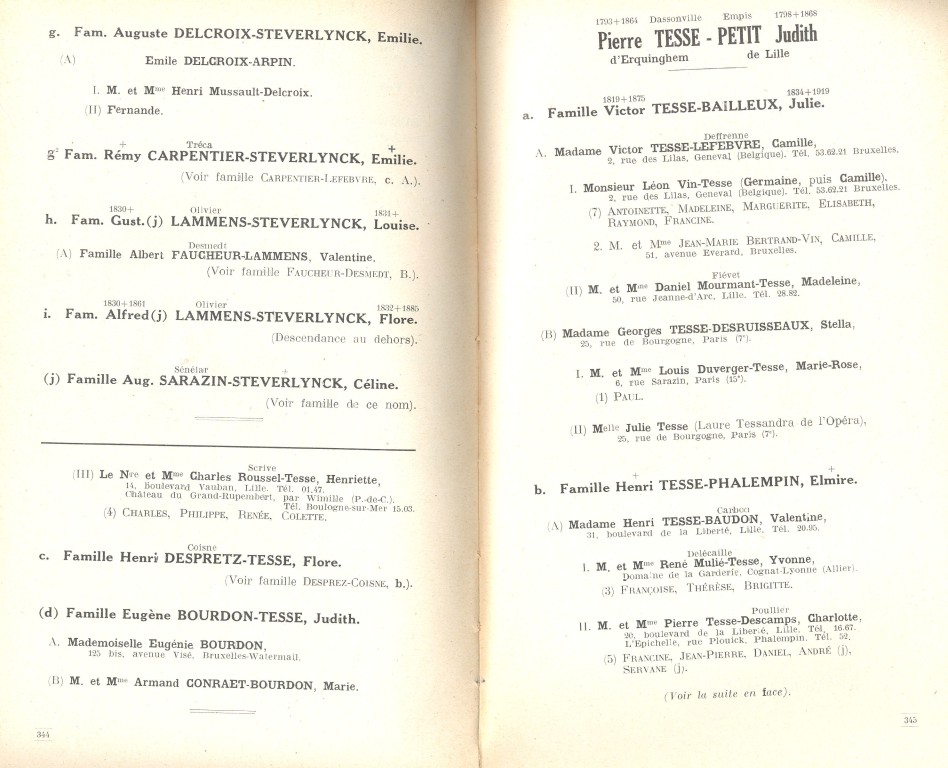 g. Fam. Auguste DELCROIX-STEVERLYNCK, Emilie.
(A) Emile DELCROIX-ARPIN.
I. M. et Mme Henri Mussault-Delcroix.
(II) Fernande.
+ Tréca +
g² Fam. Rémy CARPENTIER-STEVERLYNCK, Emilie.
(Voir famille CARPENTIER-LEFEBVRE, c. A.).
1830+ Olivier 1831+
h. Fam. Gust.(j) LAMMENS-STEVERLYNCK, Louise.
Desmedt
(A) Famille Albert FAUCHEUR-LAMMENS, Valentine.
(Voir famille FAUCHEUR-DESMEDT, B.).
1830+1861 Olivier 1832+1885
i. Fam. Alfred(j) LAMMENS-STEVERLYNCK, Flore.
(Descendance au dehors).
Sénélar +
(j) Famille Aug. SARAZIN-STEVERLYNCK, Céline.
(Voir famille de ce nom).
Scrive
(III) Le Nre et Mme Charles Roussel-Tesse, Henriette,
14, Boulevard Vauban, Lille. Tél. 01.47.
Château du Grand-Rupembert, par Wimille (P.-de-C.).
Tél. Boulogne-sur-Mer 15.03.
(4) CHARLES, PHILIPPE, RENÉE, COLETTE.
Coisne
c. Famille Henri DESPRETZ-TESSE, Flore.
(Voir famille DESPREZ-COISNE, b.).
(d) Famille Eugène BOURDON-TESSE, Judith.
A. Mademoiselle Eugénie BOURDON,
125 bis, avenue Visé, Bruxelles-Watermail.
(B) M. et Mme Armand CONRAET-BOURDON, Marie.
344
1793+1864 Dassonville Empis 1798+1868
Pierre TESSE - PETIT Judith
d'Erquinghem de Lille
1819+1875 1834+1919
a. Famille Victor TESSE-BAILLEUX, Julie.
Deffrenne
A. Madame Victor TESSE-LEFEBVRE, Camille,
2, rue des Lilas, Geneval (Belgique). Tél. 53.62.21 Bruxelles.
I. Monsieur Léon Vin-Tesse (Germaine, puis Camille),
2, rue des Lilas, Geneval (Belgique). Tél. 53.62.21 Bruxelles.
(7) ANTOINETTE, MADELEINE, MARGUERITE, ELISABETH,
RAYMOND, FRANCINE.
2. M. et Mme JEAN-MARIE BERTRAND-VIN, CAMILLE,
51, avenue Everard, Bruxelles.
Fiévet
(II) M. et Mme Daniel Mourmant-Tesse, Madeleine,
50, rue Jeanne-d'Arc, Lille. Tél. 28.82.
(B) Madame Georges TESSE-DESRUISSEAUX, Stella,
25, rue de Bourgogne, Paris (7e).
I. M. et Mme Louis Duverger-Tesse, Marie-Rose,
6, rue Sarazin, Paris (15e).
(1) PAUL.
(II) Melle Julie Tesse (Laure Tessandra de l'Opéra),
25, rue de Bourgogne, Paris (7e).
+ +
b. Famille Henri TESSE-PHALEMPIN, Elmire.
Carbon
(A) Madame Henri TESSE-BAUDON, Valentine,
31, boulevard de la Liberté, Lille. Tél. 20.95.
Delécaille
I. M. et Mme René Mulié-Tesse, Yvonne,
Domaine de la Garderie, Cognat-Lyonne (Allier).
(3) FRANÇOISE, THÉRÈSE, BRIGITTE.
Poullier
II. M. et Mme Pierre Tesse-Descamps, Charlotte,
20, boulevard de la Liberté, Lille. Tél. 16.67.
L'Epichelle, rue Plouick, Phalempin. Tél. 52.
(5) FRANCINE, JEAN-PIERRE, DANIEL, ANDRÉ (j),
SERVANE (j).
(Voir la suite en face).
345